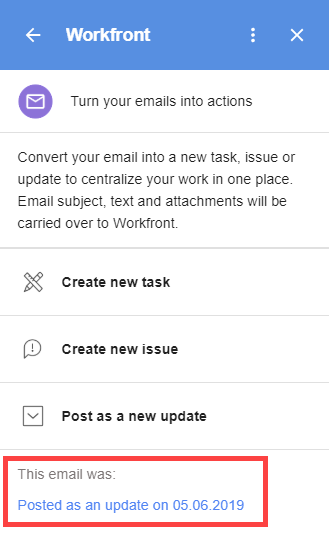 Workfront
Turn your emails into actions
Convert your email into a new task, issue or
update to centralize your work in one place.
Email subject, text and attachments will be
carried over to Workfront.
Create new task
Create new issue
Post as a new update
This email was:
Posted as an update on 05.06.2019